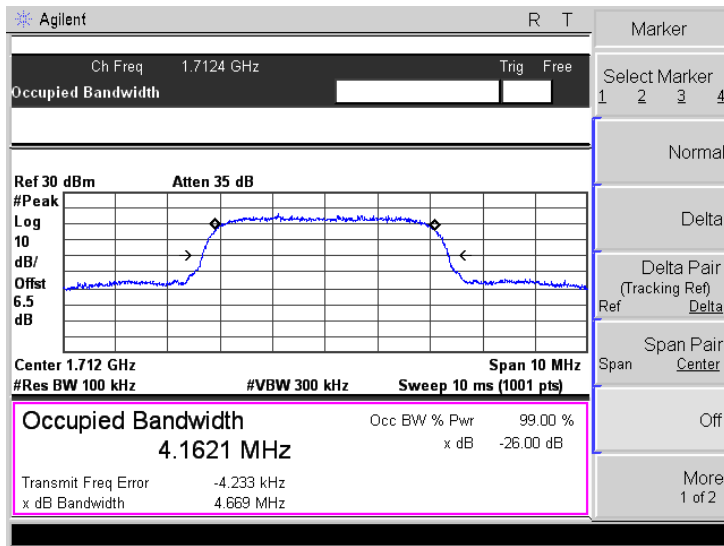 Agilent
R T
Ch Freq 1.7124 GHz
Trig Free
Occupied Bandwidth
Ref 30 dBm
Atten 35 dB
#Peak
Log
10
dB/
Offst
6.5
dB
Center 1.712 GHz
Span 10 MHz
#Res BW 100 kHz
#VBW 300 kHz
Sweep 10 ms (1001 pts)
Occupied Bandwidth
4.1621 MHz
Occ BW % Pwr 99.00 %
x dB -26.00 dB
Transmit Freq Error -4.233 kHz
x dB Bandwidth 4.669 MHz
Marker
Select Marker
1 2 3 4
Normal
Delta
Delta Pair
(Tracking Ref)
Ref Delta
Span Pair
Span Center
Off
More
1 of 2